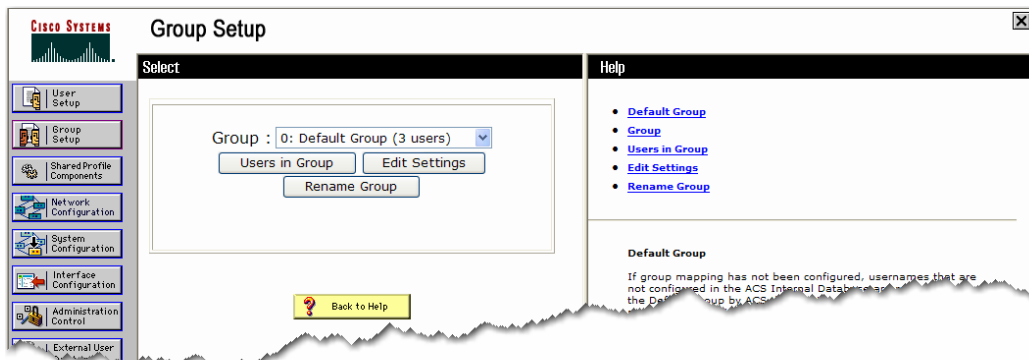 CISCO SYSTEMS
Group Setup
Select
Help
User
Setup
Group
Setup
Shared Profile
Components
Network
Configuration
System
Configuration
Interface
Configuration
Administration
Control
External User
Group : 0: Default Group (3 users)
Users in Group
Edit Settings
Rename Group
Back to Help
Default Group
Group
Users in Group
Edit Settings
Rename Group
Default Group
If group mapping has not been configured, usernames that are
not configured in the ACS Internal Database
the by ACS